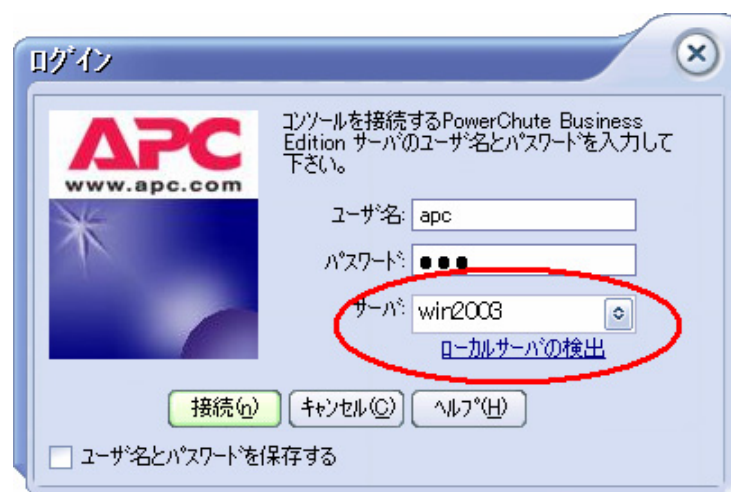 ログイン
APC
www.apc.com
コンソールを接続するPowerChute Business
Edition サーバのユーザ名とパスワードを入力して
下さい。
ユーザ名: apc
パスワード: ●●●
サーバ: win2003
ローカルサーバの検出
接続(n) キャンセル(C) ヘルプ(H)
ユーザ名とパスワードを保存する